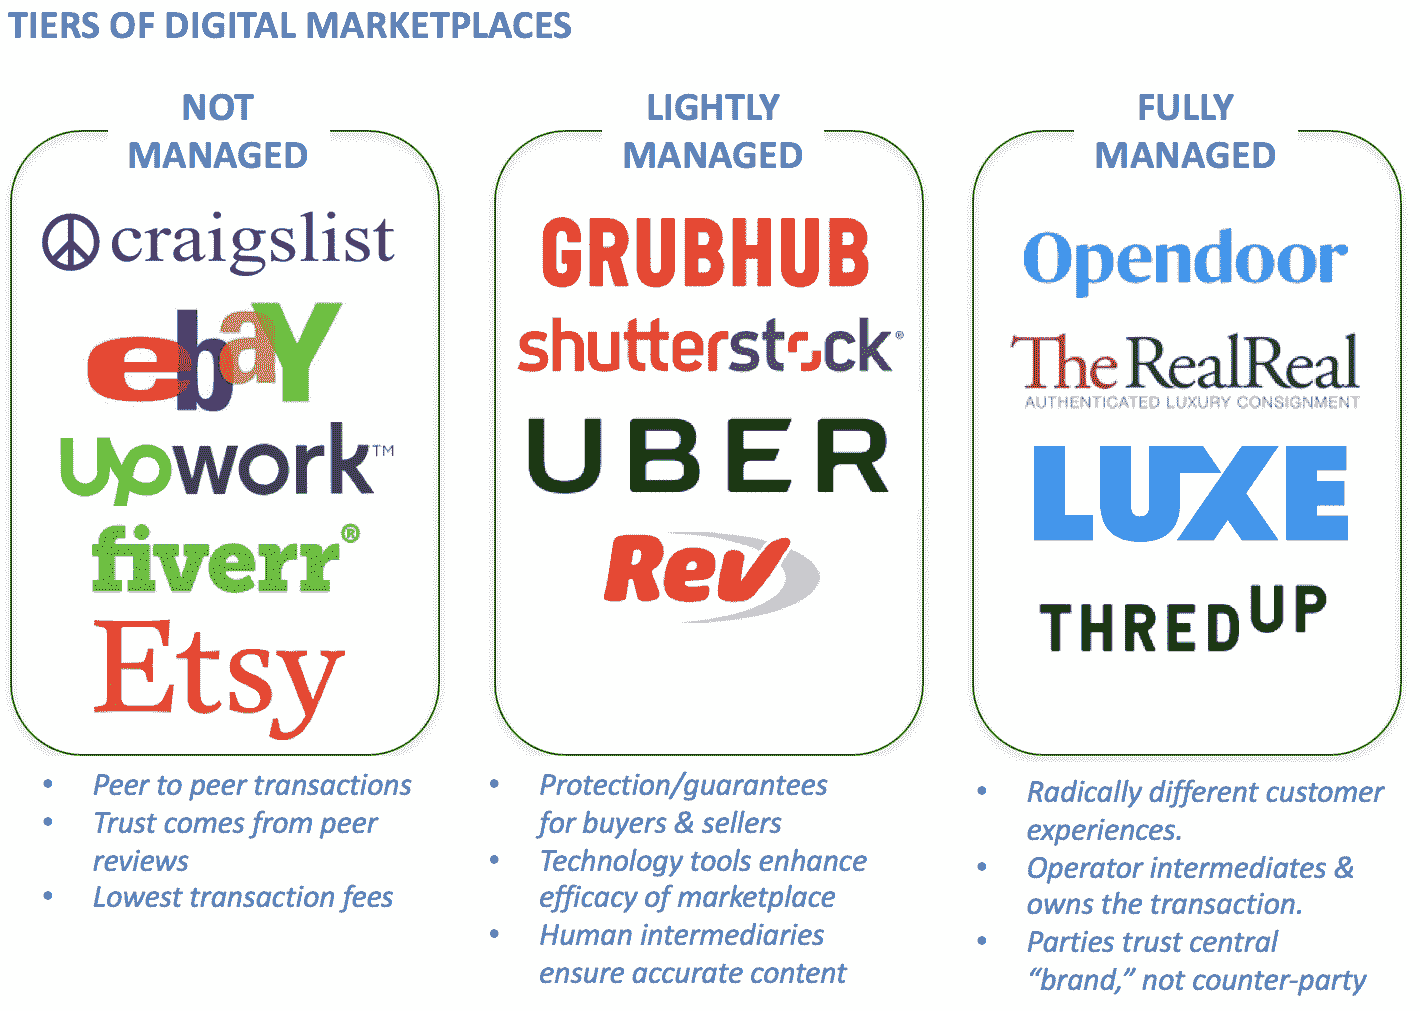 TIERS OF DIGITAL MARKETPLACES
NOT
MANAGED
craigslist
ebaY
upwork™
fiverr®
Etsy
• Peer to peer transactions
• Trust comes from peer
reviews
• Lowest transaction fees
LIGHTLY
MANAGED
GRUBHUB
shutterstock®
UBER
Rev
• Protection/guarantees
for buyers & sellers
• Technology tools enhance
efficacy of marketplace
• Human intermediaries
ensure accurate content
FULLY
MANAGED
Opendoor
The RealReal
AUTHENTICATED LUXURY CONSIGNMENT
LUXE
THREDUP
• Radically different customer
experiences.
• Operator intermediates &
owns the transaction.
• Parties trust central
“brand,” not counter-party